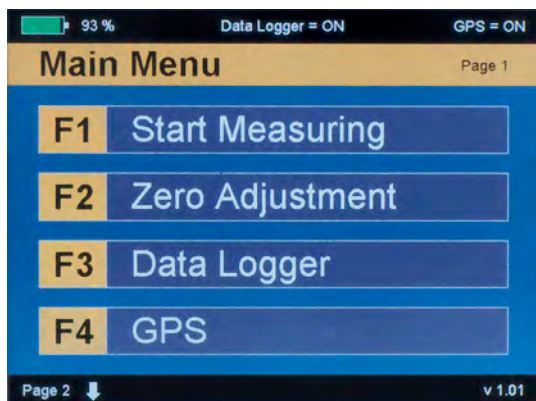 93 % Data Logger = ON GPS = ON
Main Menu Page 1
F1 Start Measuring
F2 Zero Adjustment
F3 Data Logger
F4 GPS
Page 2 v 1.01